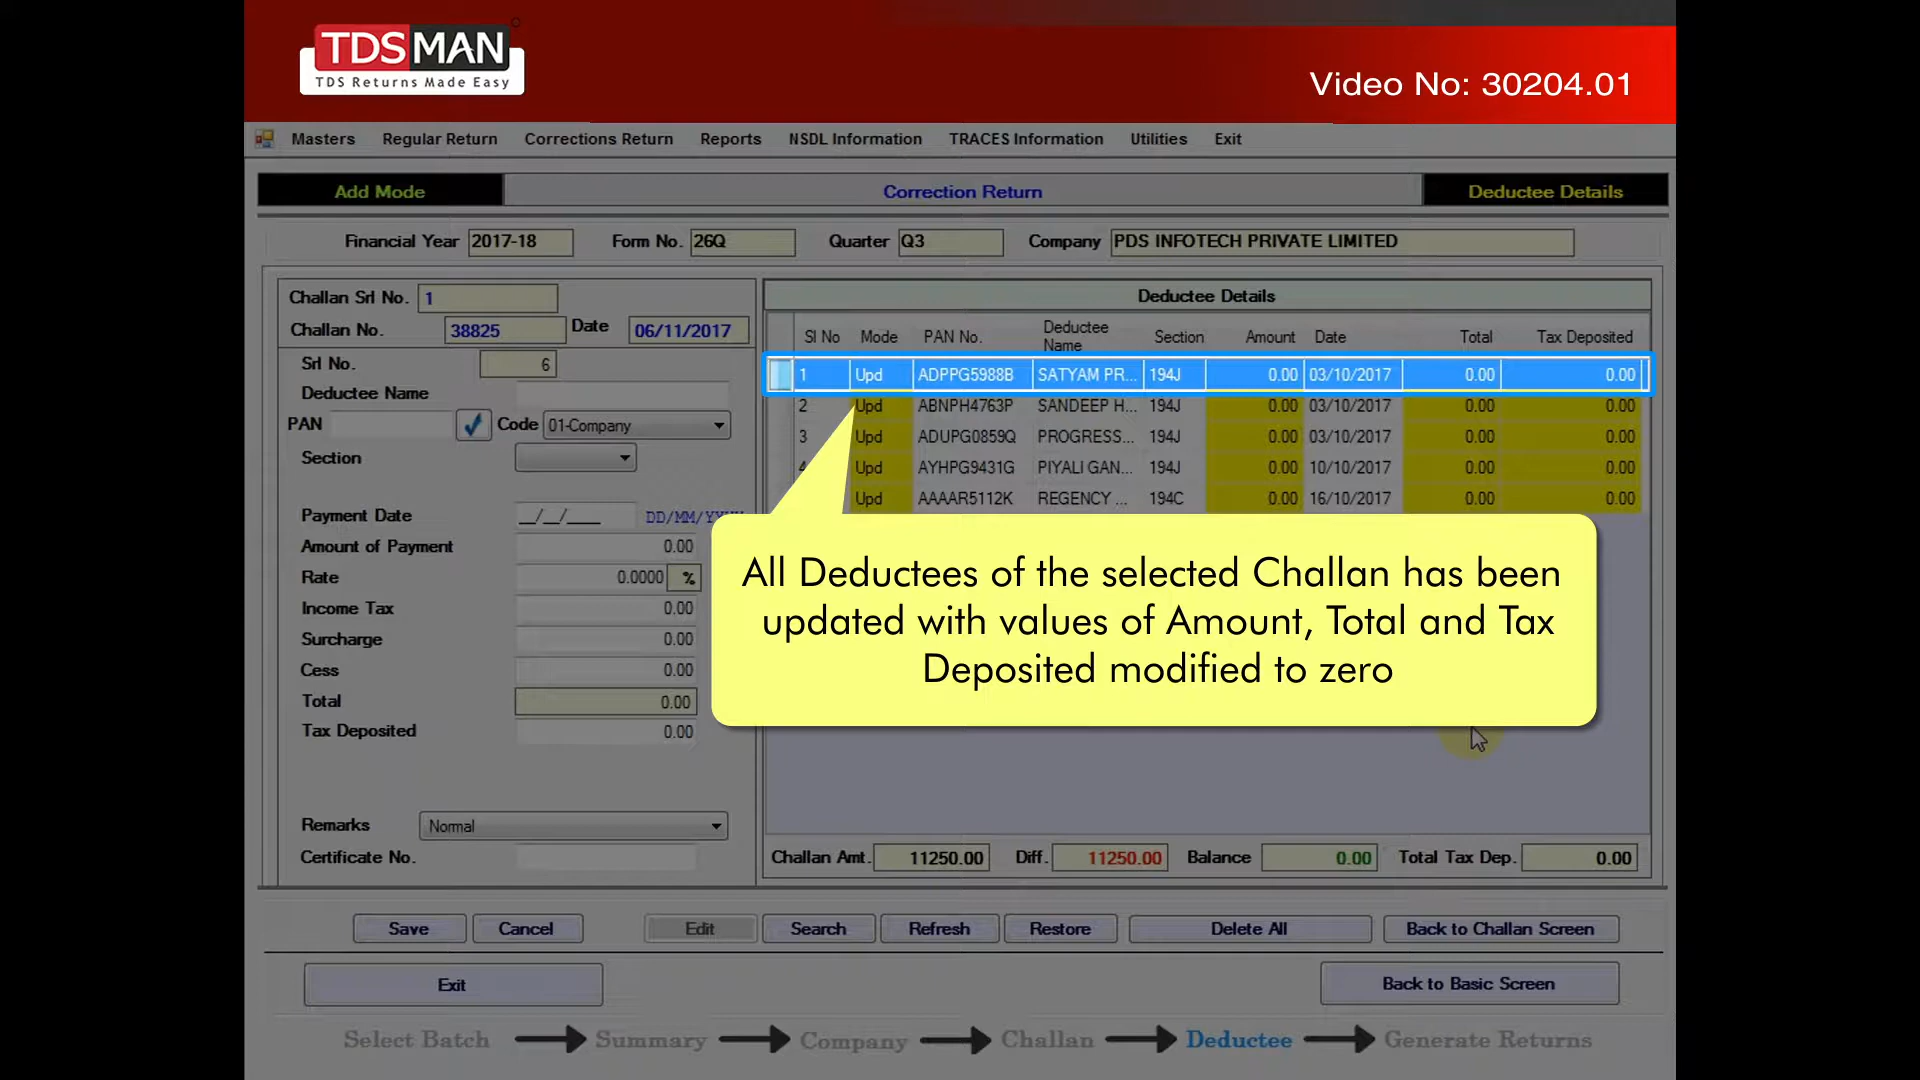 TDSMAN
TDS Returns Made Easy
Video No: 30204.01
Masters Regular Return Corrections Return Reports NSDL Information TRACES Information Utilities Exit
Add Mode Correction Return Deductee Details
Financial Year 2017-18 Form No. 26Q Quarter Q3 Company PDS INFOTECH PRIVATE LIMITED
Challan Srl No. 1
Challan No. 38825 Date 06/11/2017
Srl No. 6
Deductee Name
PAN Code 01-Company
Section
Payment Date __/__/____ DD/MM/YYYY
Amount of Payment 0.00
Rate 0.0000 %
Income Tax 0.00
Surcharge 0.00
Cess 0.00
Total 0.00
Tax Deposited 0.00
Remarks Normal
Certificate No.
Deductee Details
Sl No Mode PAN No. Deductee Name Section Amount Date Total Tax Deposited
1 Upd ADPPG5988B SATYAM PR... 194J 0.00 03/10/2017 0.00 0.00
2 Upd ABNPH4763P SANDEEP H... 194J 0.00 03/10/2017 0.00 0.00
3 Upd ADUPG0859Q PROGRESS... 194J 0.00 03/10/2017 0.00 0.00
4 Upd AYHPG9431G PIYALI GAN... 194J 0.00 10/10/2017 0.00 0.00
Upd AAAAR5112K REGENCY ... 194C 0.00 16/10/2017 0.00 0.00
All Deductees of the selected Challan has been
updated with values of Amount, Total and Tax
Deposited modified to zero
Challan Amt. 11250.00 Diff. 11250.00 Balance 0.00 Total Tax Dep. 0.00
Save Cancel Edit Search Refresh Restore Delete All Back to Challan Screen
Exit Back to Basic Screen
Select Batch Summary Company Challan Deductee Generate Returns